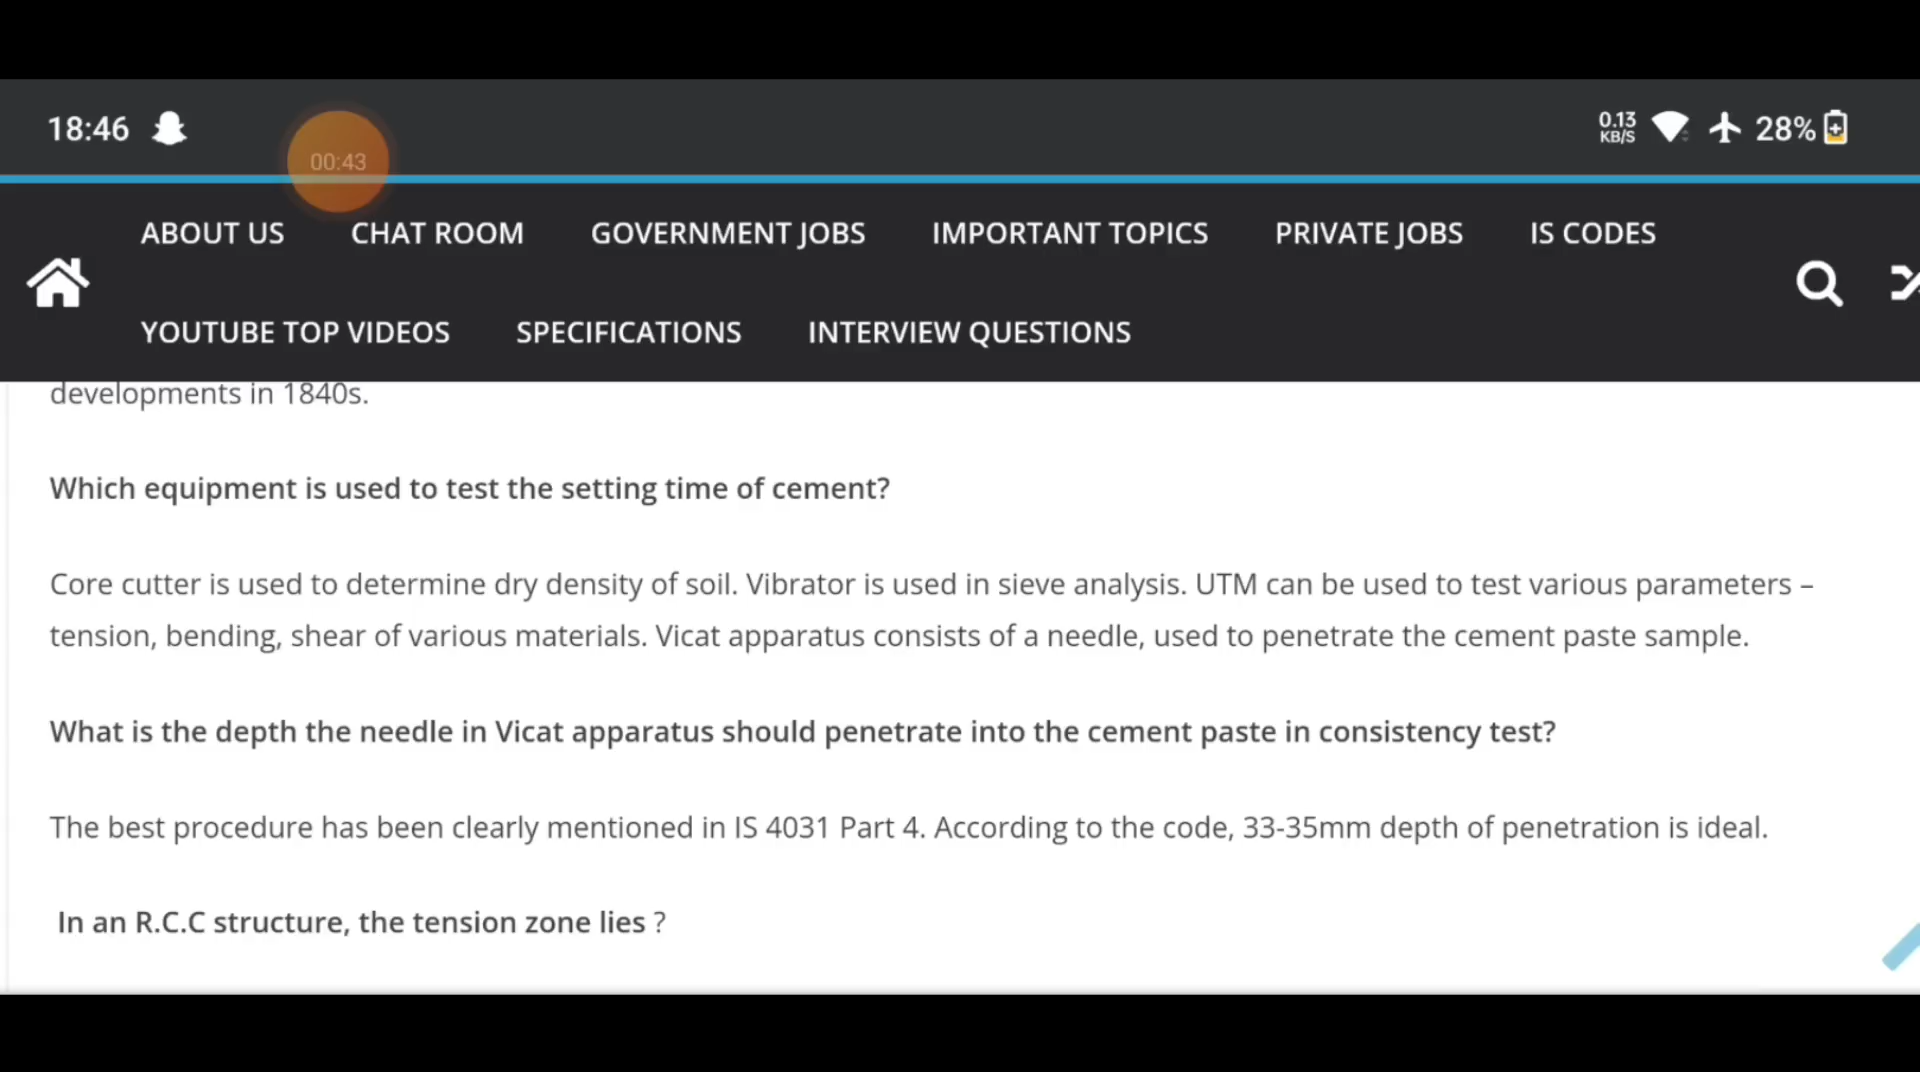 18:46
00:43
0.13
KB/S
28%
ABOUT US CHAT ROOM GOVERNMENT JOBS IMPORTANT TOPICS PRIVATE JOBS IS CODES
YOUTUBE TOP VIDEOS SPECIFICATIONS INTERVIEW QUESTIONS
developments in 1840s.
Which equipment is used to test the setting time of cement?
Core cutter is used to determine dry density of soil. Vibrator is used in sieve analysis. UTM can be used to test various parameters –
tension, bending, shear of various materials. Vicat apparatus consists of a needle, used to penetrate the cement paste sample.
What is the depth the needle in Vicat apparatus should penetrate into the cement paste in consistency test?
The best procedure has been clearly mentioned in IS 4031 Part 4. According to the code, 33-35mm depth of penetration is ideal.
In an R.C.C structure, the tension zone lies ?